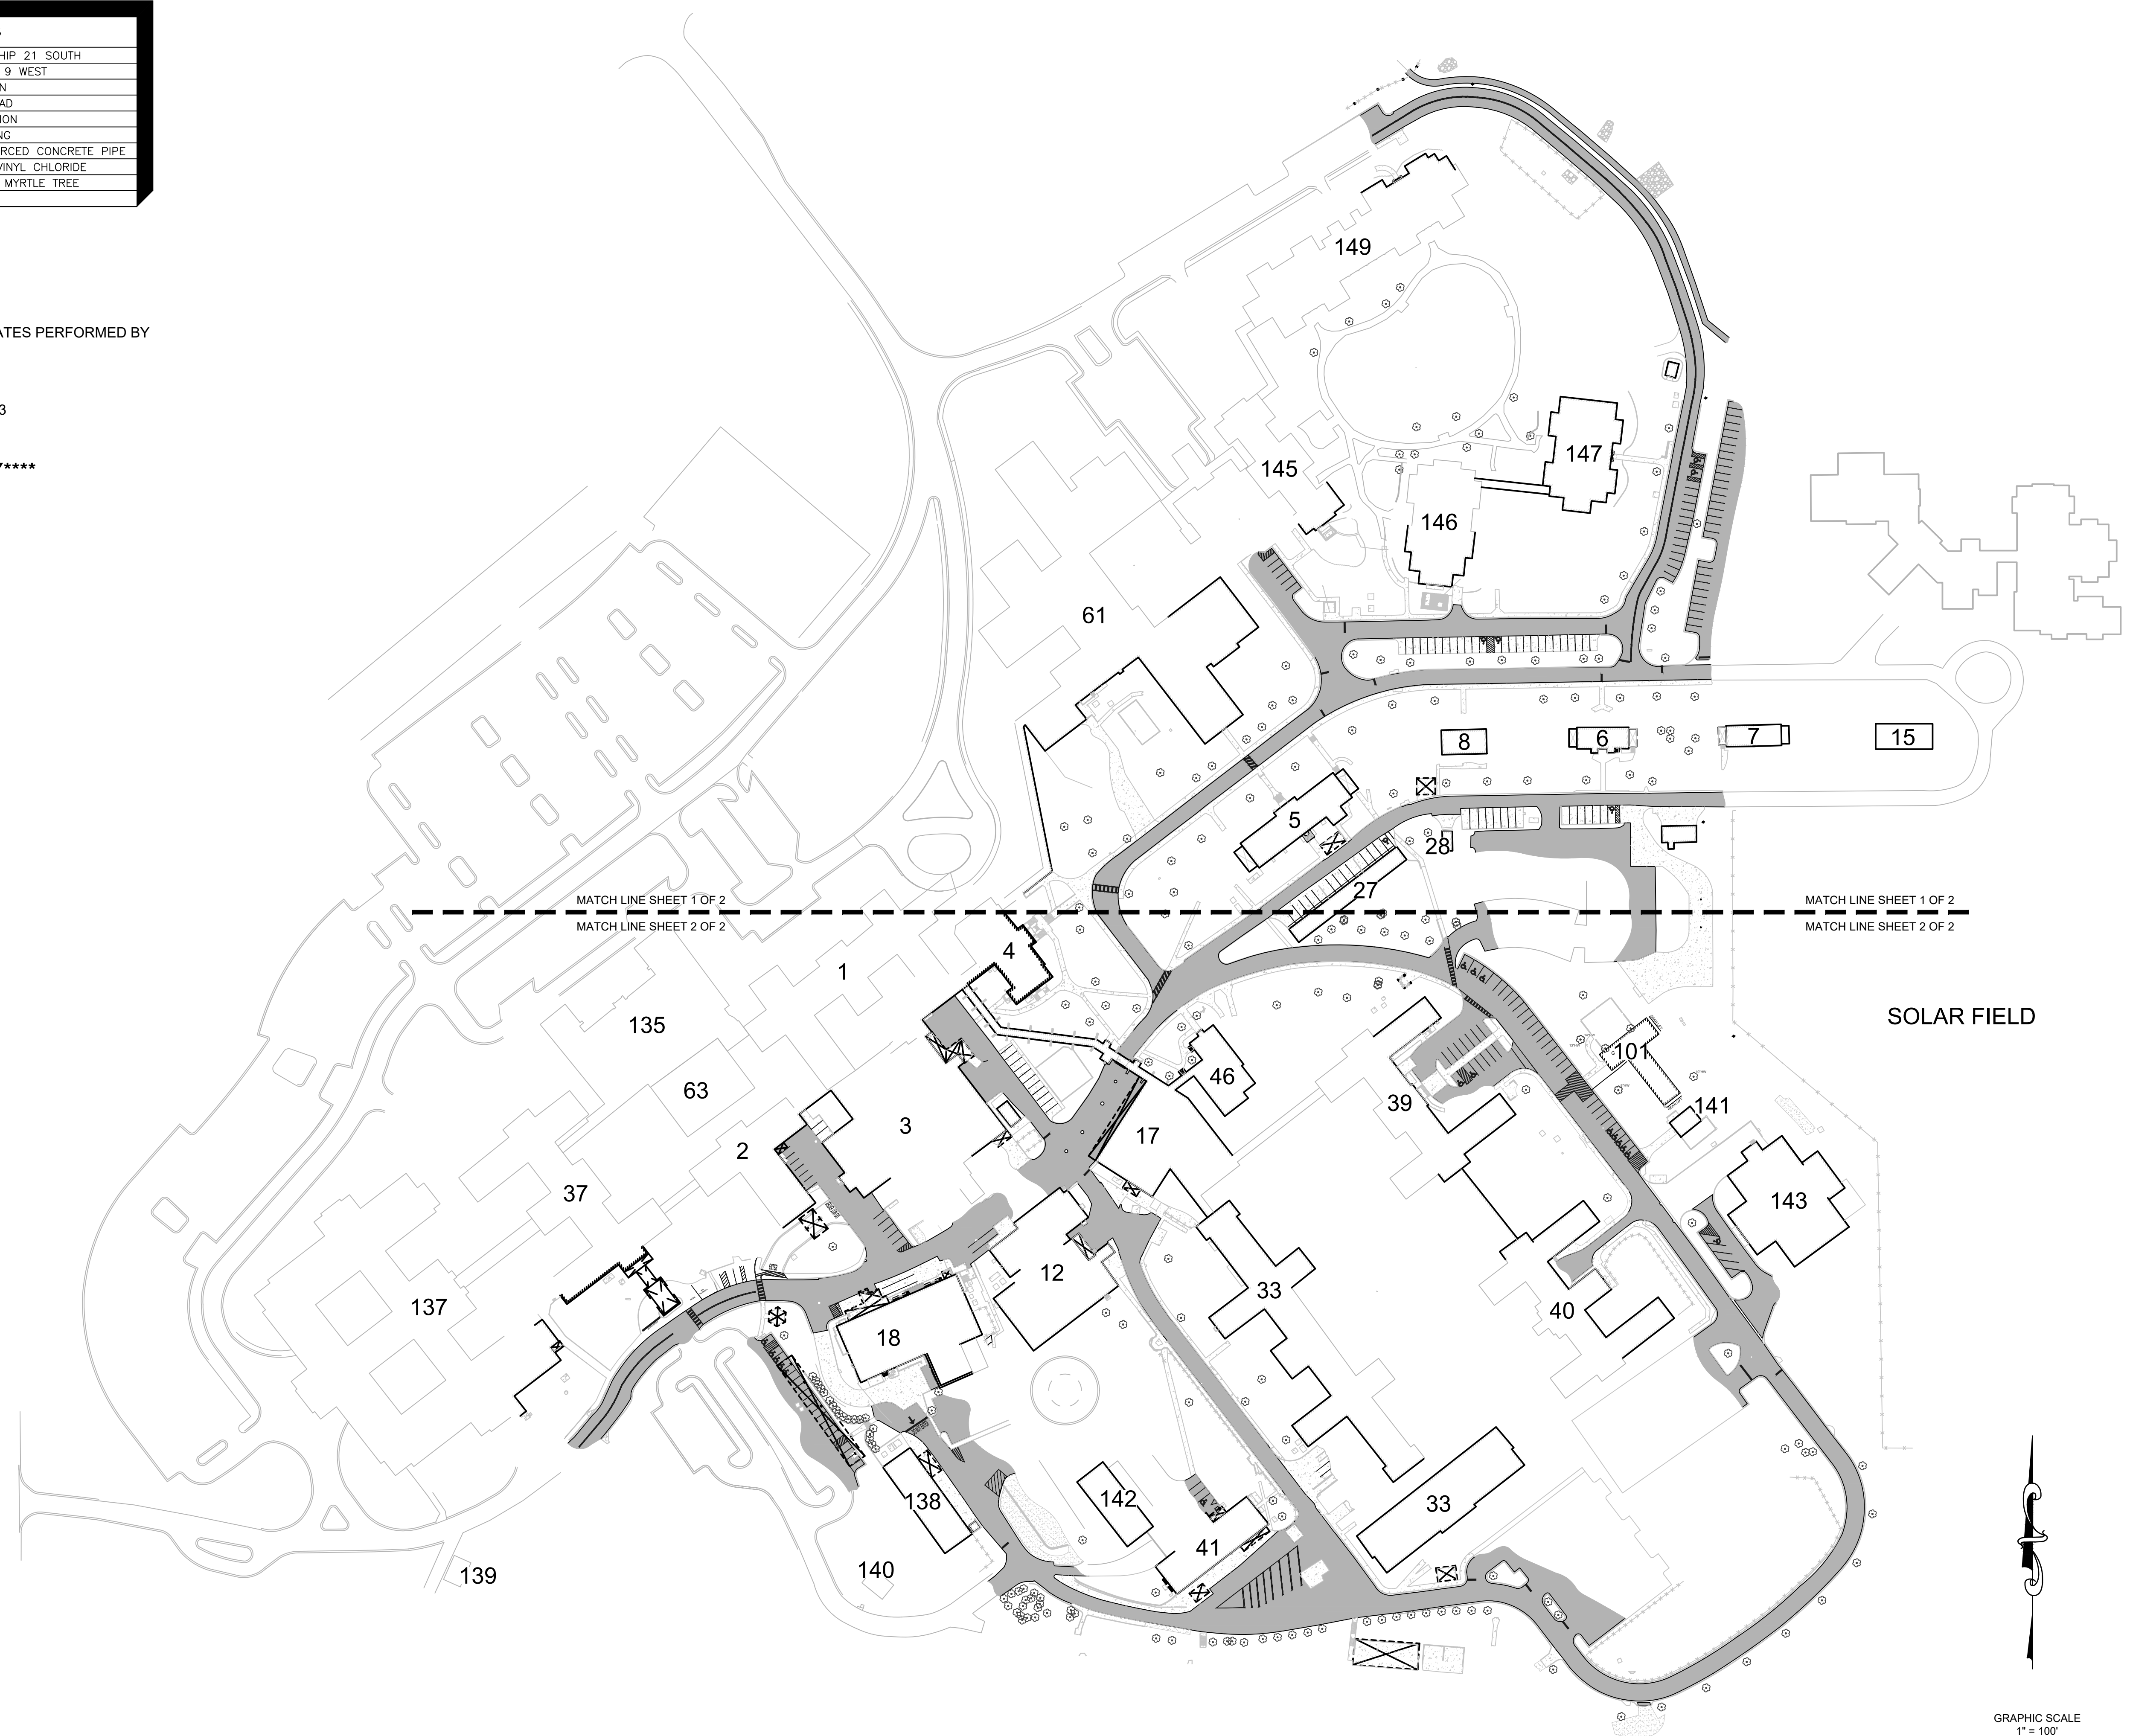 HIP 21 SOUTH
9 WEST
N
AD
ION
NG
RCED CONCRETE PIPE
VINYL CHLORIDE
MYRTLE TREE
ATES PERFORMED BY
3
Y****
149
147
145
146
61
8
6
7
15
5
28
27
MATCH LINE SHEET 1 OF 2
MATCH LINE SHEET 1 OF 2
MATCH LINE SHEET 2 OF 2
MATCH LINE SHEET 2 OF 2
4
1
SOLAR FIELD
135
101
46
63
39
141
3
17
2
37
143
12
33
137
40
18
138
142
33
41
140
139
GRAPHIC SCALE
1" = 100'